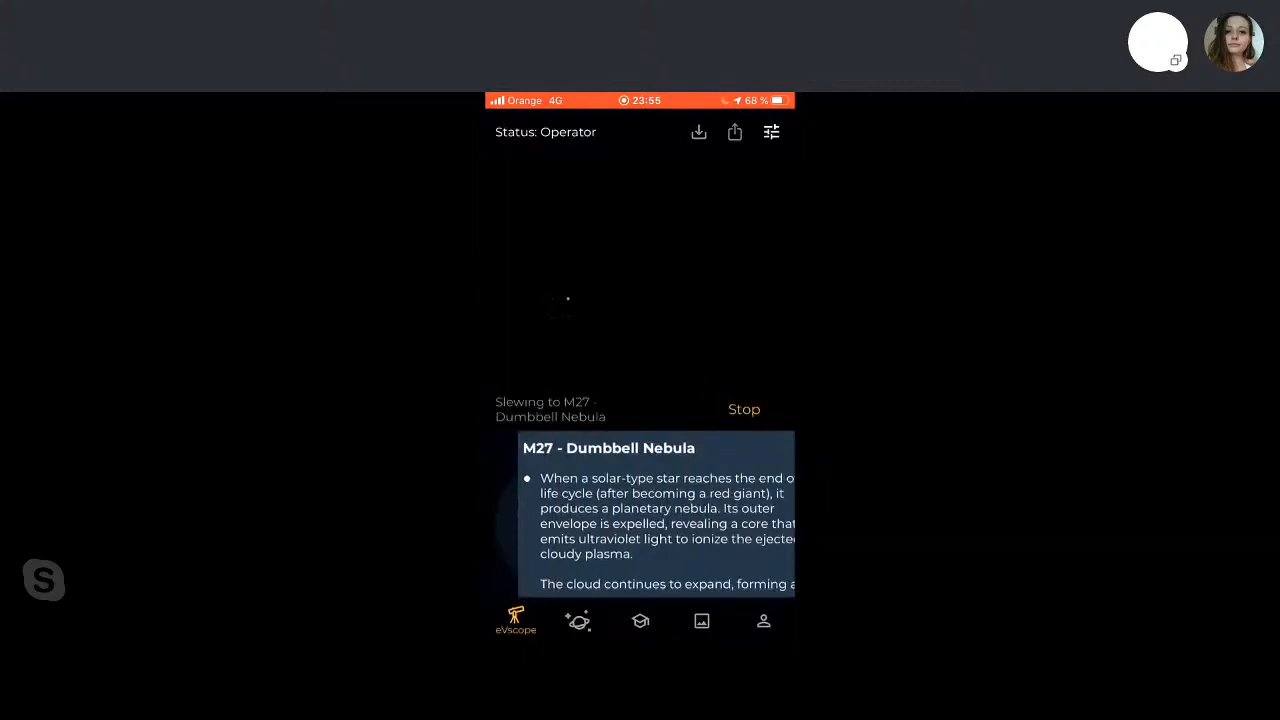 Orange 4G 23:55 68 %
Status: Operator
Slewing to M27 -
Dumbbell Nebula
Stop
M27 - Dumbbell Nebula
• When a solar-type star reaches the end o
life cycle (after becoming a red giant), it
produces a planetary nebula. Its outer
envelope is expelled, revealing a core that
emits ultraviolet light to ionize the ejecte
cloudy plasma.
The cloud continues to expand, forming a
eVscope
S